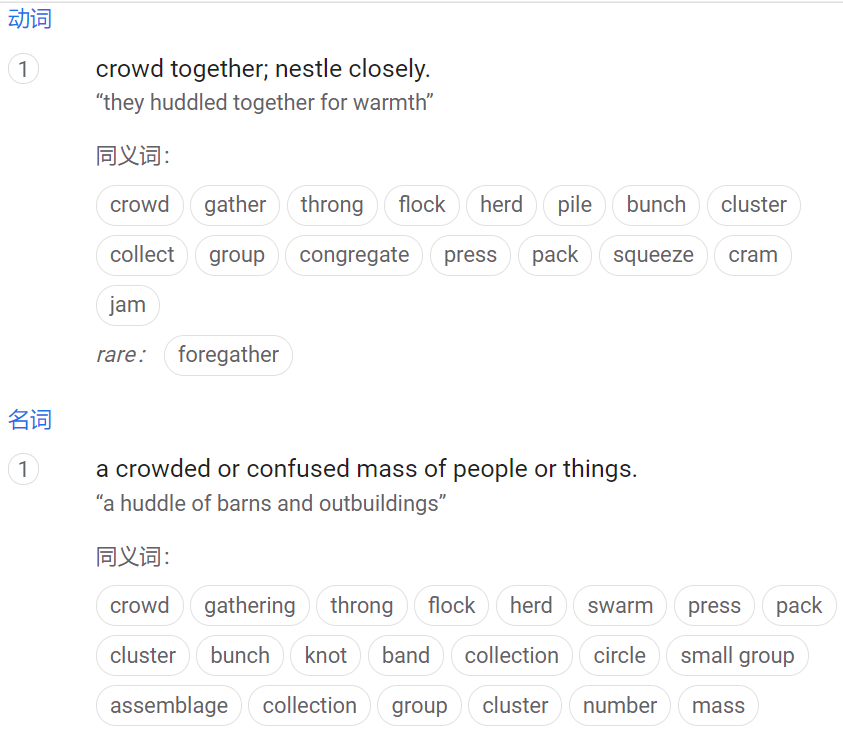 动词
1 crowd together; nestle closely.
“they huddled together for warmth”
同义词：
crowd gather throng flock herd pile bunch cluster
collect group congregate press pack squeeze cram
jam
rare： foregather
名词
1 a crowded or confused mass of people or things.
“a huddle of barns and outbuildings”
同义词：
crowd gathering throng flock herd swarm press pack
cluster bunch knot band collection circle small group
assemblage collection group cluster number mass